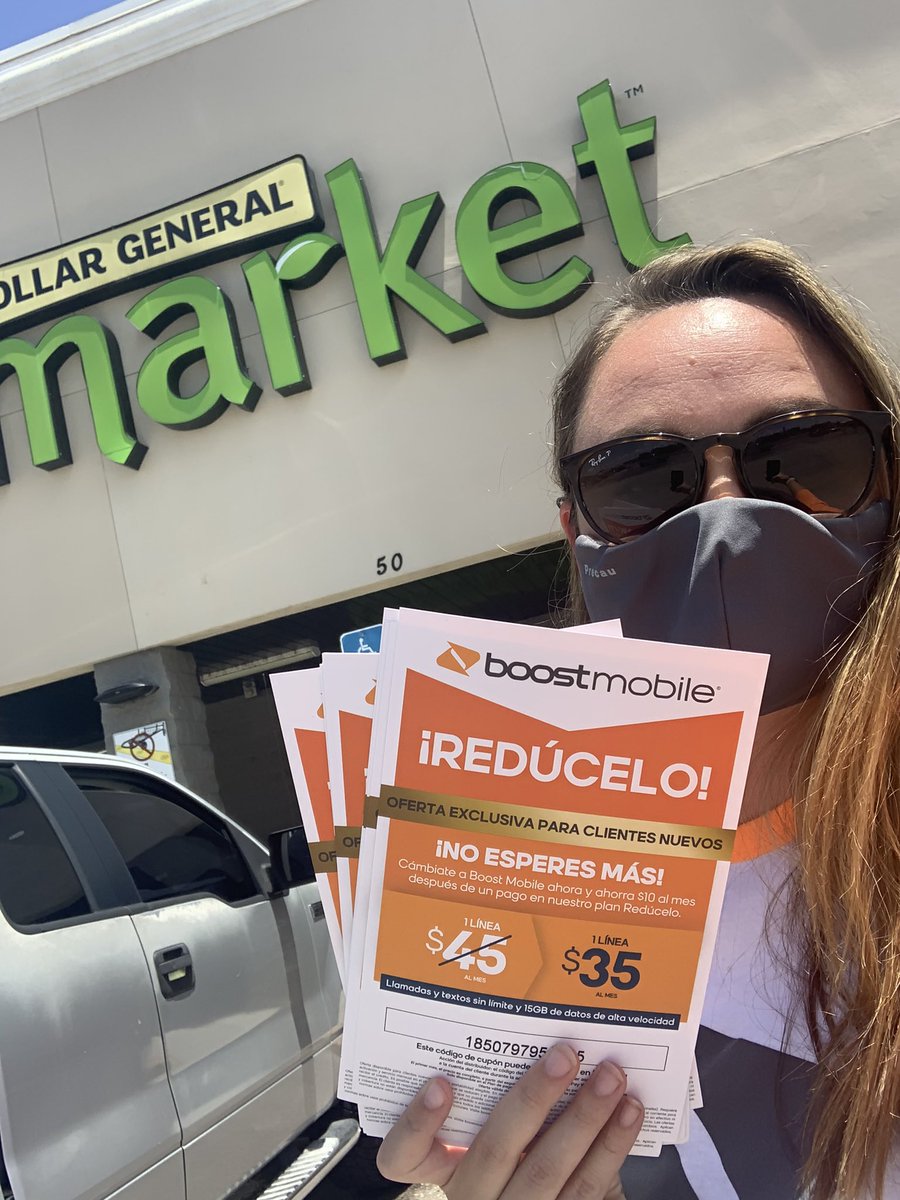 OLLAR GENERAL
market™
50
Ray-Ban P
Precau
boostmobile®
¡REDÚCELO!
OFERTA EXCLUSIVA PARA CLIENTES NUEVOS
¡NO ESPERES MÁS!
Cámbiate a Boost Mobile ahora y ahorra $10 al mes
después de un pago en nuestro plan Redúcelo.
1 LÍNEA
$45
AL MES
1 LÍNEA
$35
AL MES
Llamadas y textos sin límite y 15GB de datos de alta velocidad
Este código de cupón puede